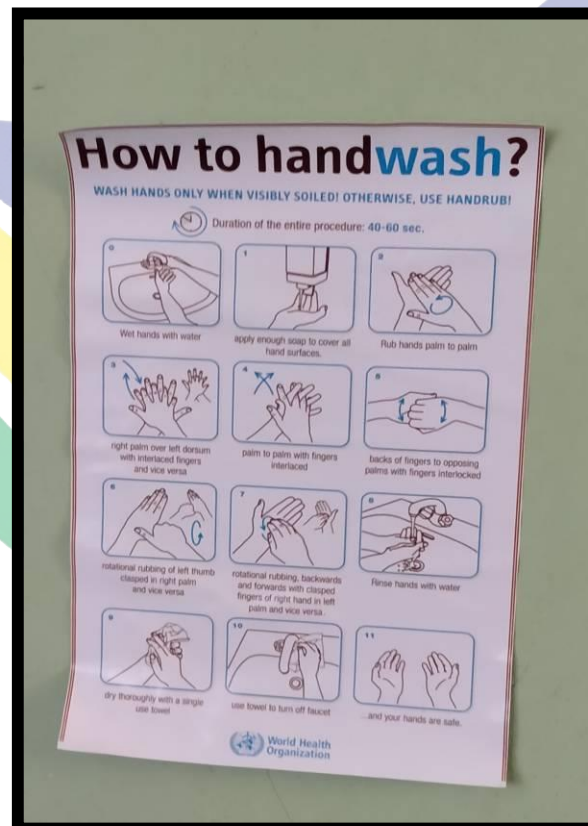 How to handwash?
WASH HANDS ONLY WHEN VISIBLY SOILED! OTHERWISE, USE HANDRUB!
Duration of the entire procedure: 40-60 sec.
0
Wet hands with water
1
apply enough soap to cover all
hand surfaces.
2
Rub hands palm to palm
3
right palm over left dorsum
with interlaced fingers
and vice versa
4
palm to palm with fingers
interlaced
5
backs of fingers to opposing
palms with fingers interlocked
6
rotational rubbing of left thumb
clasped in right palm
and vice versa
7
rotational rubbing, backwards
and forwards with clasped
fingers of right hand in left
palm and vice versa.
8
Rinse hands with water
9
dry thoroughly with a single
use towel
10
use towel to turn off faucet
11
...and your hands are safe.
World Health
Organization